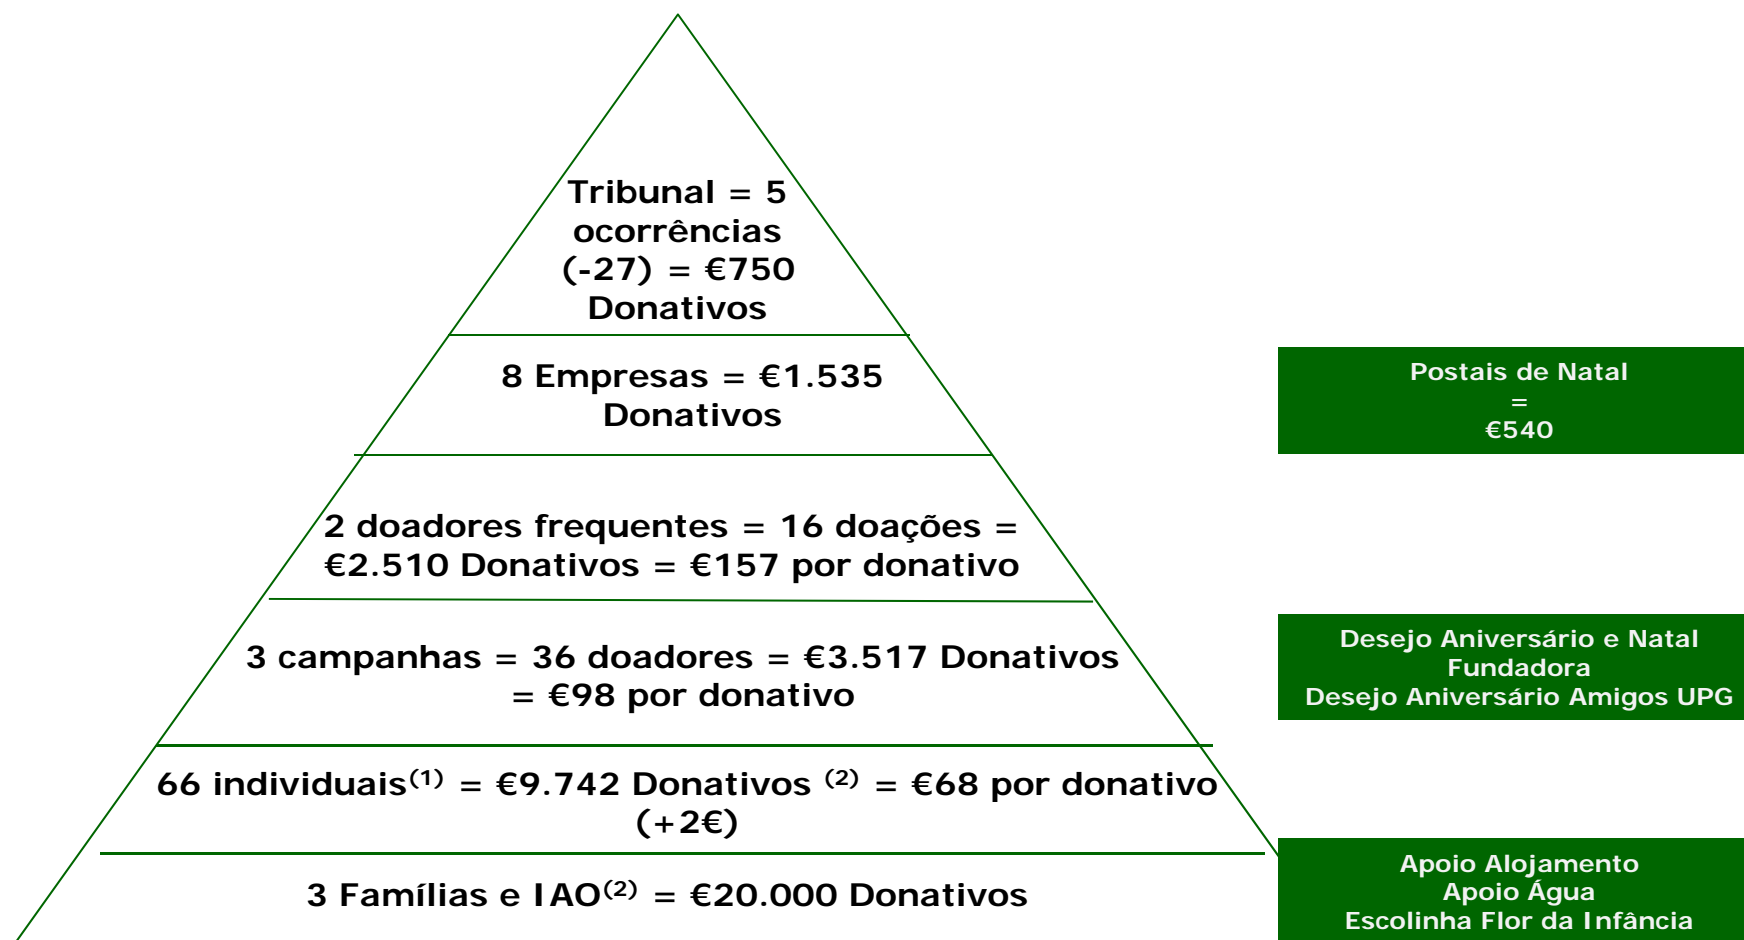 Tribunal = 5
ocorrências
(-27) = €750
Donativos
8 Empresas = €1.535
Donativos
Postais de Natal
=
€540
2 doadores frequentes = 16 doações =
€2.510 Donativos = €157 por donativo
3 campanhas = 36 doadores = €3.517 Donativos
= €98 por donativo
Desejo Aniversário e Natal
Fundadora
Desejo Aniversário Amigos UPG
66 individuais(1) = €9.742 Donativos (2) = €68 por donativo
(+2€)
3 Famílias e IAO(2) = €20.000 Donativos
Apoio Alojamento
Apoio Água
Escolinha Flor da Infância